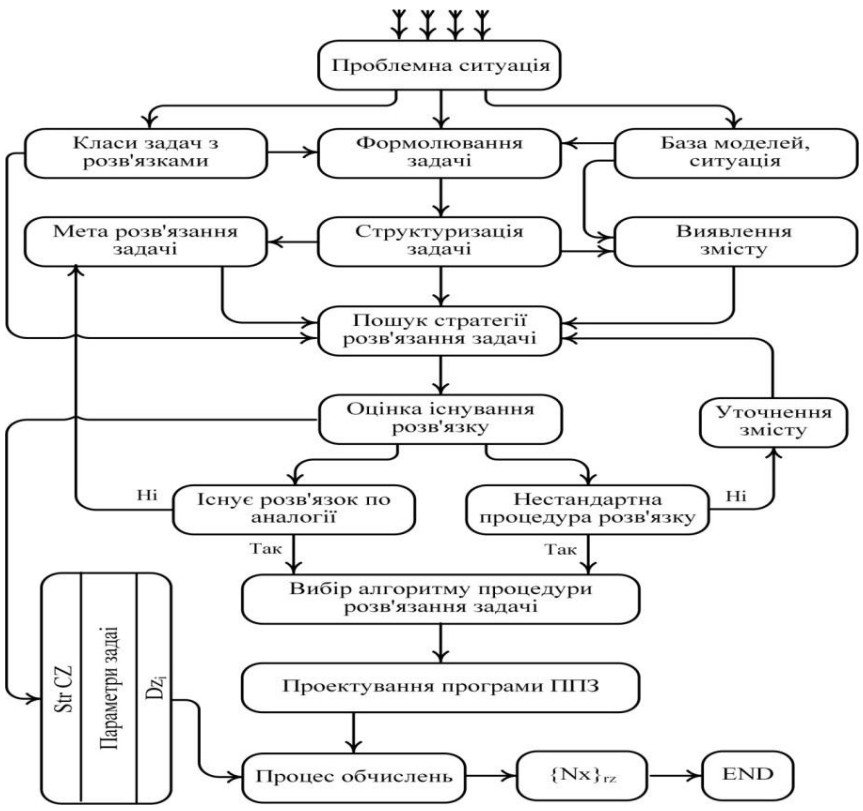 Проблемна ситуація
Класи задач з
розв'язками
Формолювання
задачі
База моделей,
ситуація
Мета розв'язання
задачі
Структуризація
задачі
Виявлення
змісту
Пошук стратегії
розв'язання задачі
Оцінка існування
розв'язку
Уточнення
змісту
Ні
Існує розв'язок по
аналогії
Нестандартна
процедура розв'язку
Ні
Так
Так
Вибір алгоритму процедури
розв'язання задачі
Str CZ
Параметри задаі
Dzᵢ
Проектування програми ППЗ
Процес обчислень
{Nx}rz
END